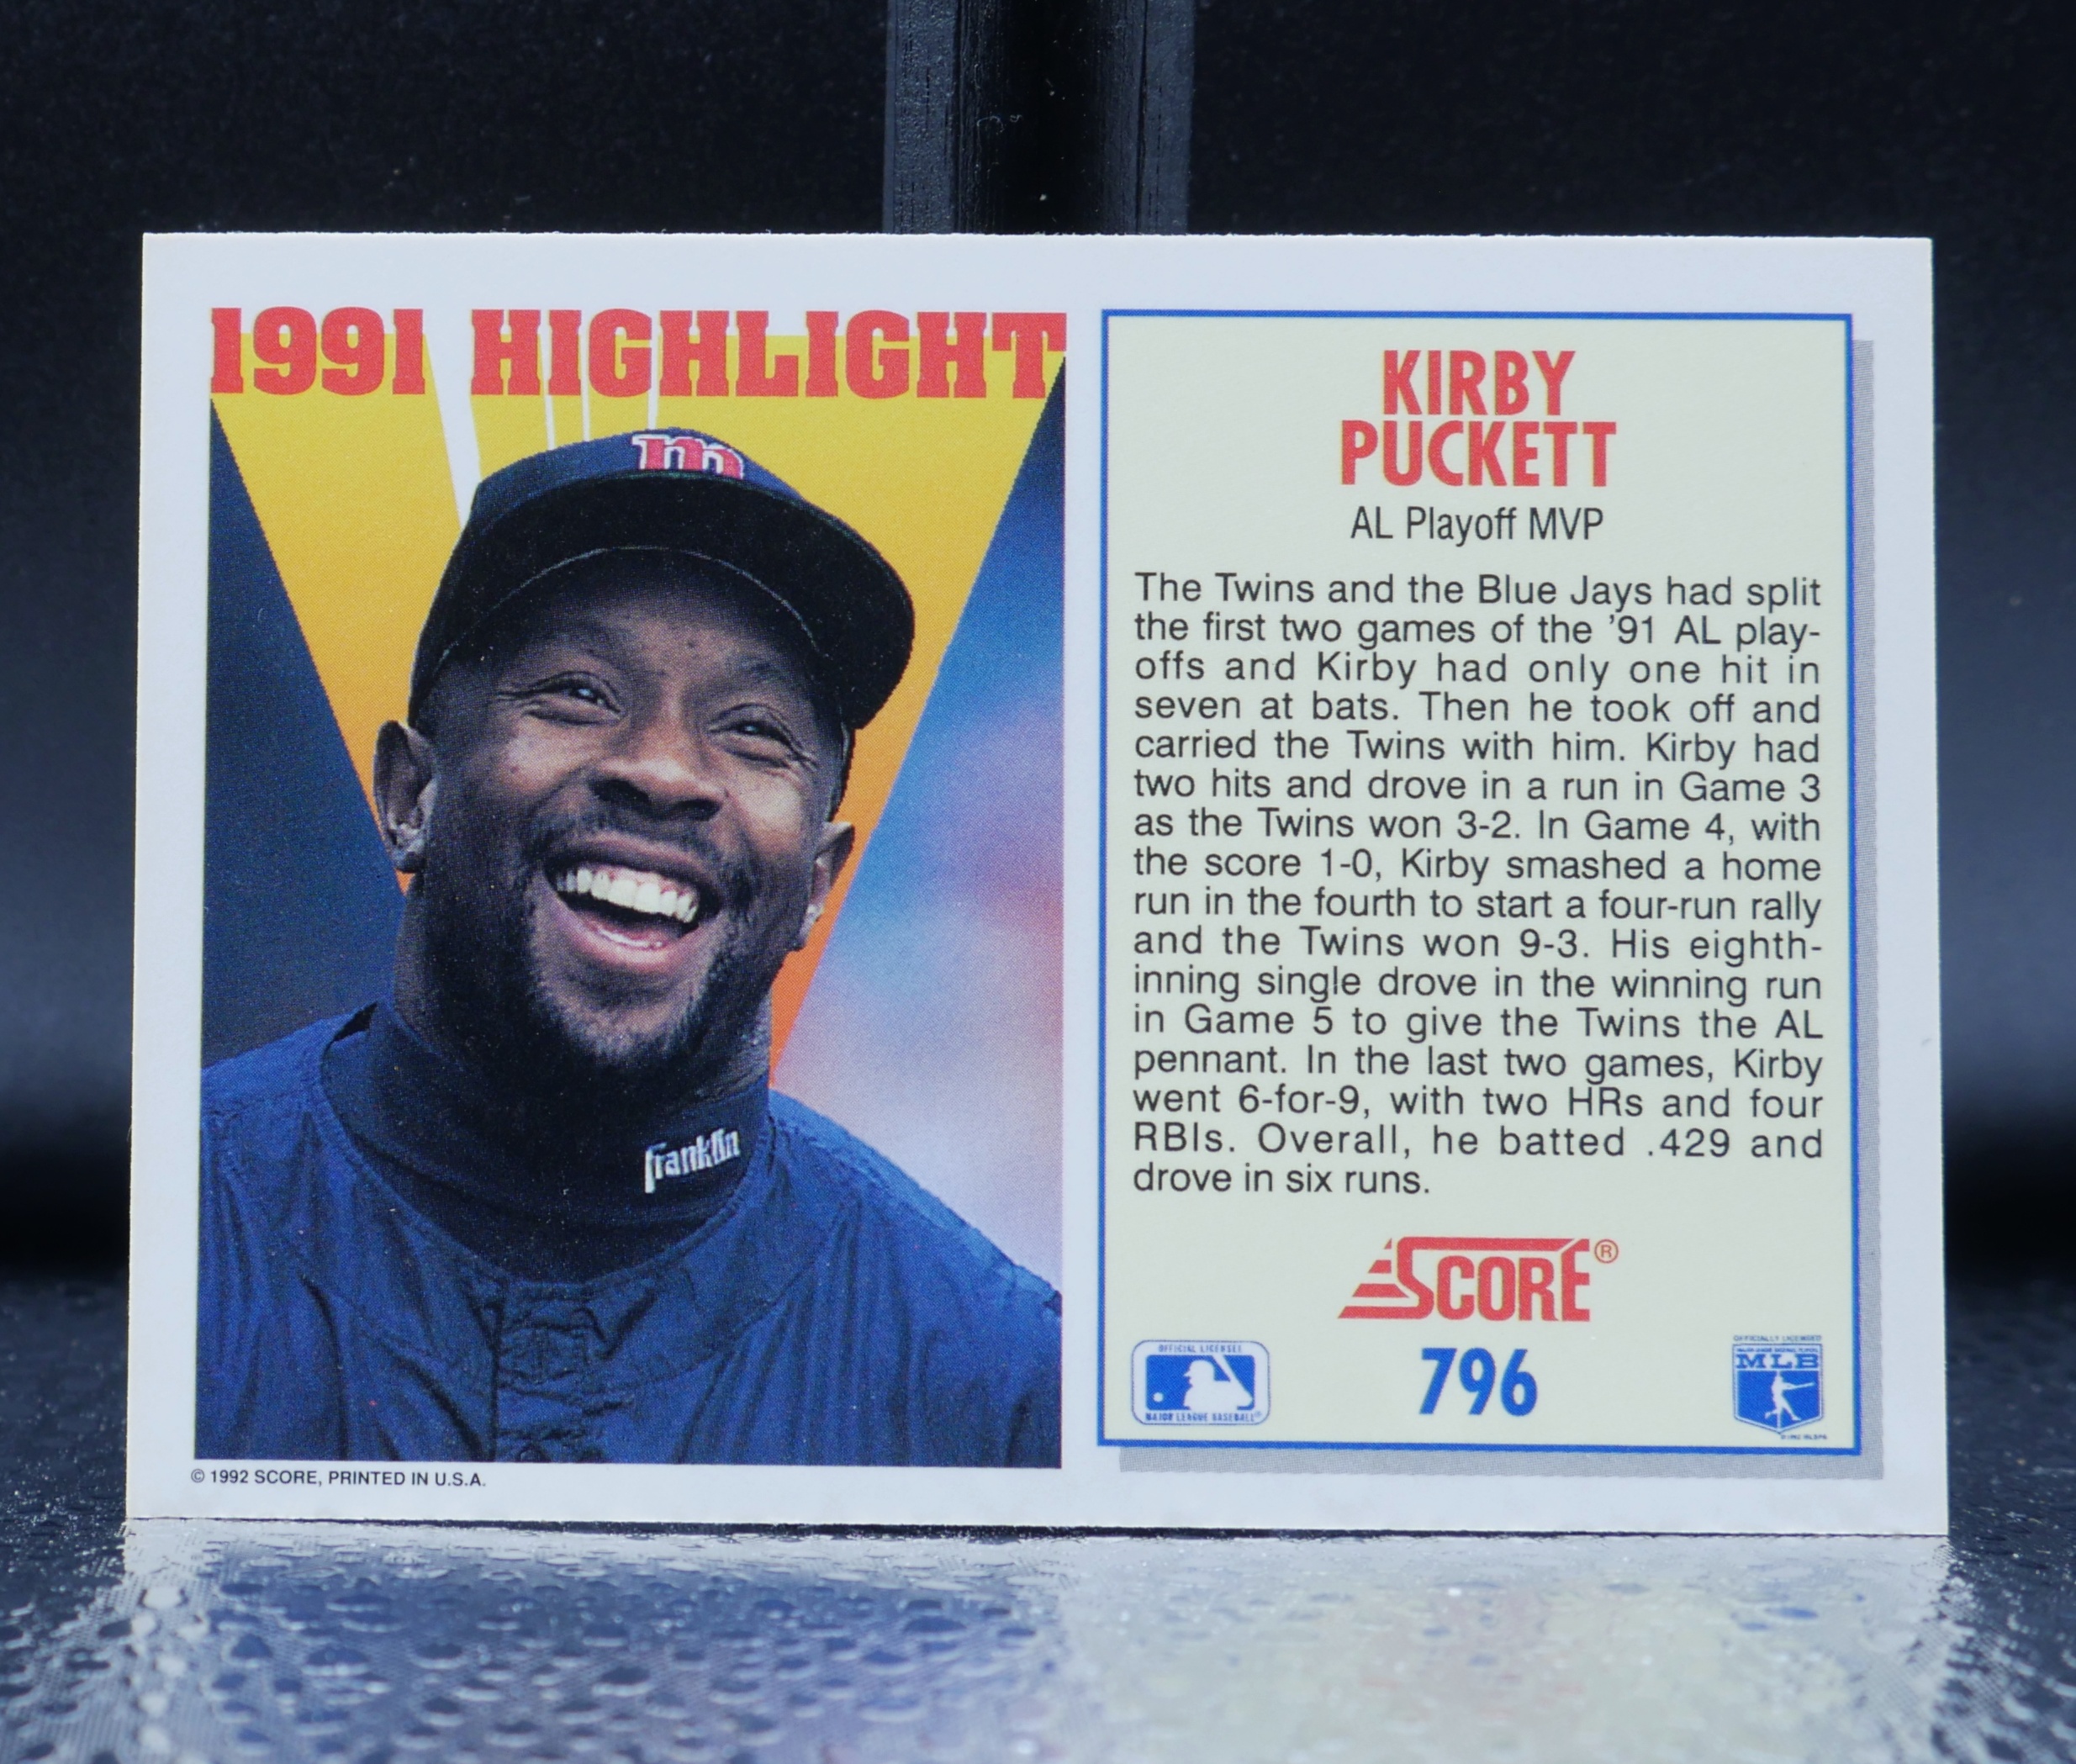 1991 HIGHLIGHT
m
franklin
© 1992 SCORE, PRINTED IN U.S.A.
KIRBY
PUCKETT
AL Playoff MVP
The Twins and the Blue Jays had split
the first two games of the '91 AL play-
offs and Kirby had only one hit in
seven at bats. Then he took off and
carried the Twins with him. Kirby had
two hits and drove in a run in Game 3
as the Twins won 3-2. In Game 4, with
the score 1-0, Kirby smashed a home
run in the fourth to start a four-run rally
and the Twins won 9-3. His eighth-
inning single drove in the winning run
in Game 5 to give the Twins the AL
pennant. In the last two games, Kirby
went 6-for-9, with two HRs and four
RBIs. Overall, he batted .429 and
drove in six runs.
SCORE®
OFFICIAL LICENSEE
MAJOR LEAGUE BASEBALL
796
OFFICIALLY LICENSED
MLB